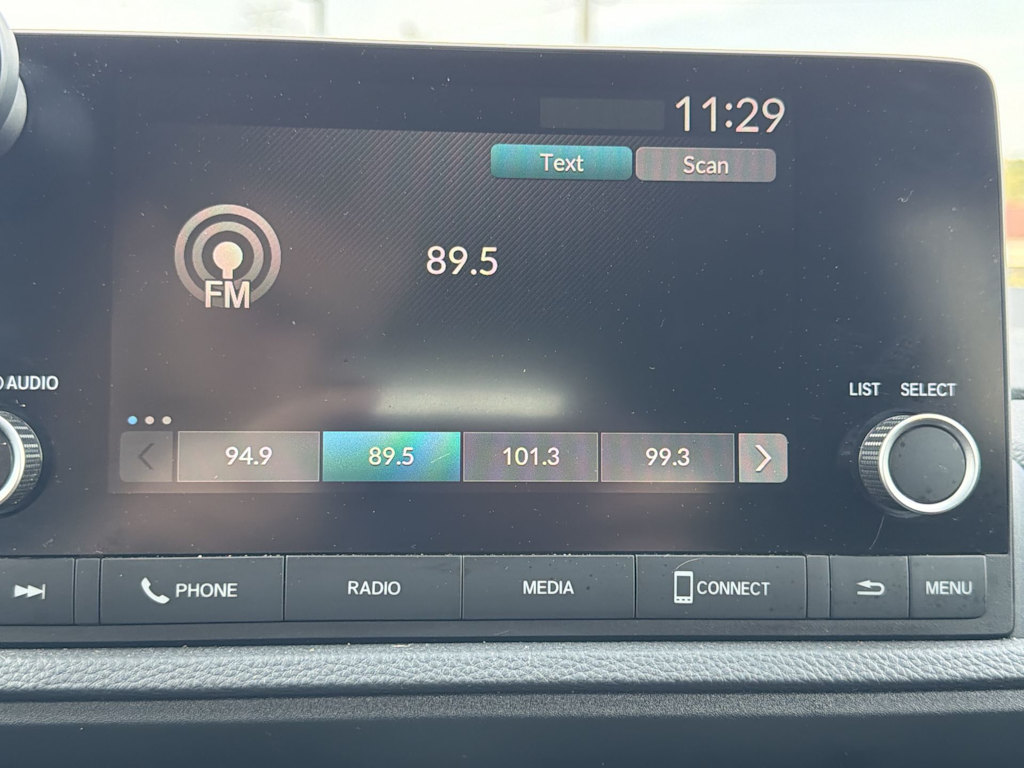 11:29
Text Scan
FM
89.5
AUDIO
LIST SELECT
94.9 89.5 101.3 99.3
PHONE RADIO MEDIA CONNECT MENU